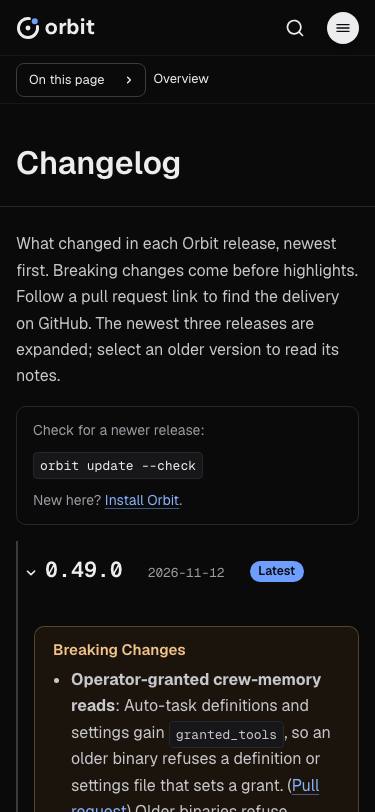 orbit
On this page
Overview
Changelog
What changed in each Orbit release, newest
first. Breaking changes come before highlights.
Follow a pull request link to find the delivery
on GitHub. The newest three releases are
expanded; select an older version to read its
notes.
Check for a newer release:
orbit update --check
New here? Install Orbit.
0.49.0 2026-11-12 Latest
Breaking Changes
• Operator-granted crew-memory
reads: Auto-task definitions and
settings gain granted_tools, so an
older binary refuses a definition or
settings file that sets a grant. (Pull
request) Older binaries refuse